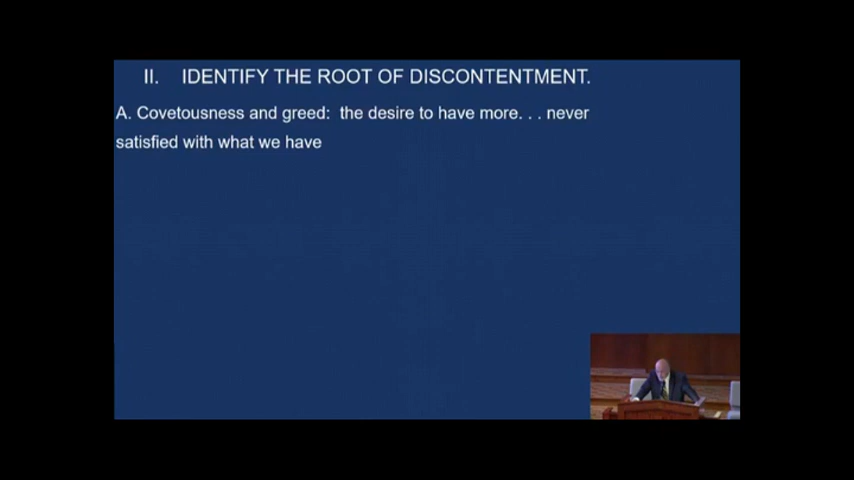 II. IDENTIFY THE ROOT OF DISCONTENTMENT.
A. Covetousness and greed: the desire to have more. . . never
satisfied with what we have